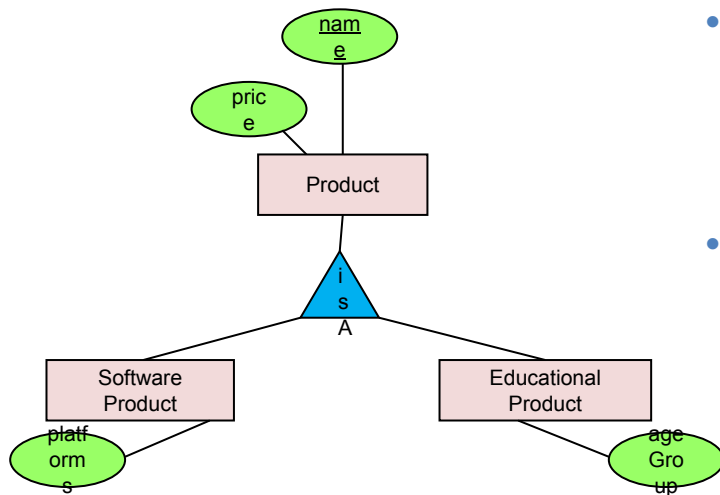 nam
e
pric
e
Product
i
s
A
Software
Product
Educational
Product
platf
orm
s
age
Gro
up